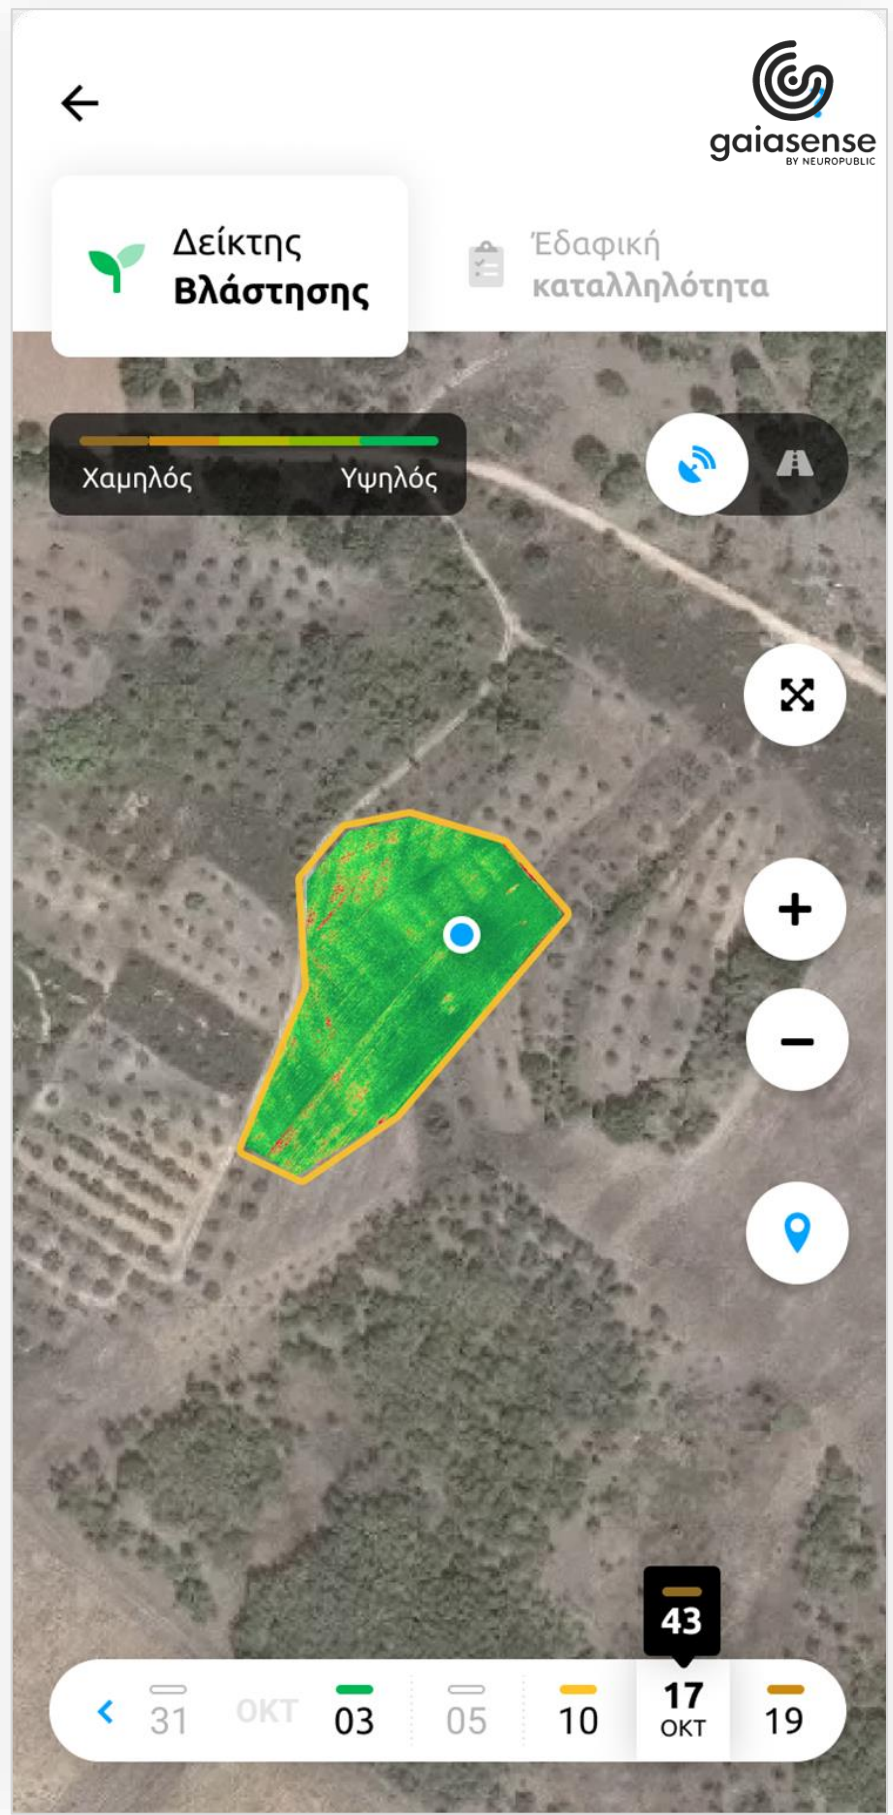 gaiasense
BY NEUROPUBLIC
Δείκτης
Βλάστησης
Έδαφική
καταλληλότητα
Χαμηλός
Υψηλός
43
31
ΟΚΤ
03
05
10
17
ΟΚΤ
19